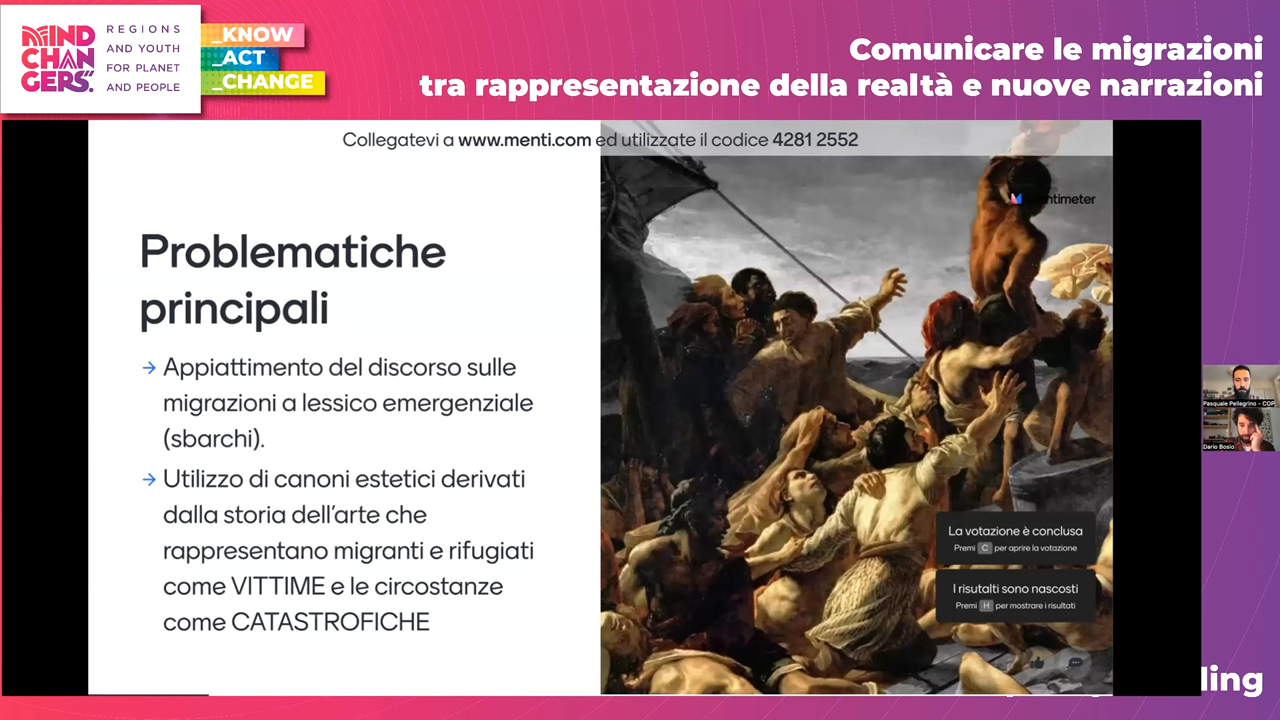 MIND
CHAN
GERS
REGIONS
AND YOUTH
FOR PLANET
AND PEOPLE
_KNOW
_ACT
_CHANGE
Comunicare le migrazioni
tra rappresentazione della realtà e nuove narrazioni
Collegatevi a www.menti.com ed utilizzate il codice 4281 2552
Problematiche
principali
→ Appiattimento del discorso sulle
migrazioni a lessico emergenziale
(sbarchi).
→ Utilizzo di canoni estetici derivati
dalla storia dell'arte che
rappresentano migranti e rifugiati
come VITTIME e le circostanze
come CATASTROFICHE
La votazione è conclusa
Premi C per aprire la votazione
I risutalti sono nascosti
Premi H per mostrare i risultati
Pasquale Pellegrino - COP
Dario Bosio